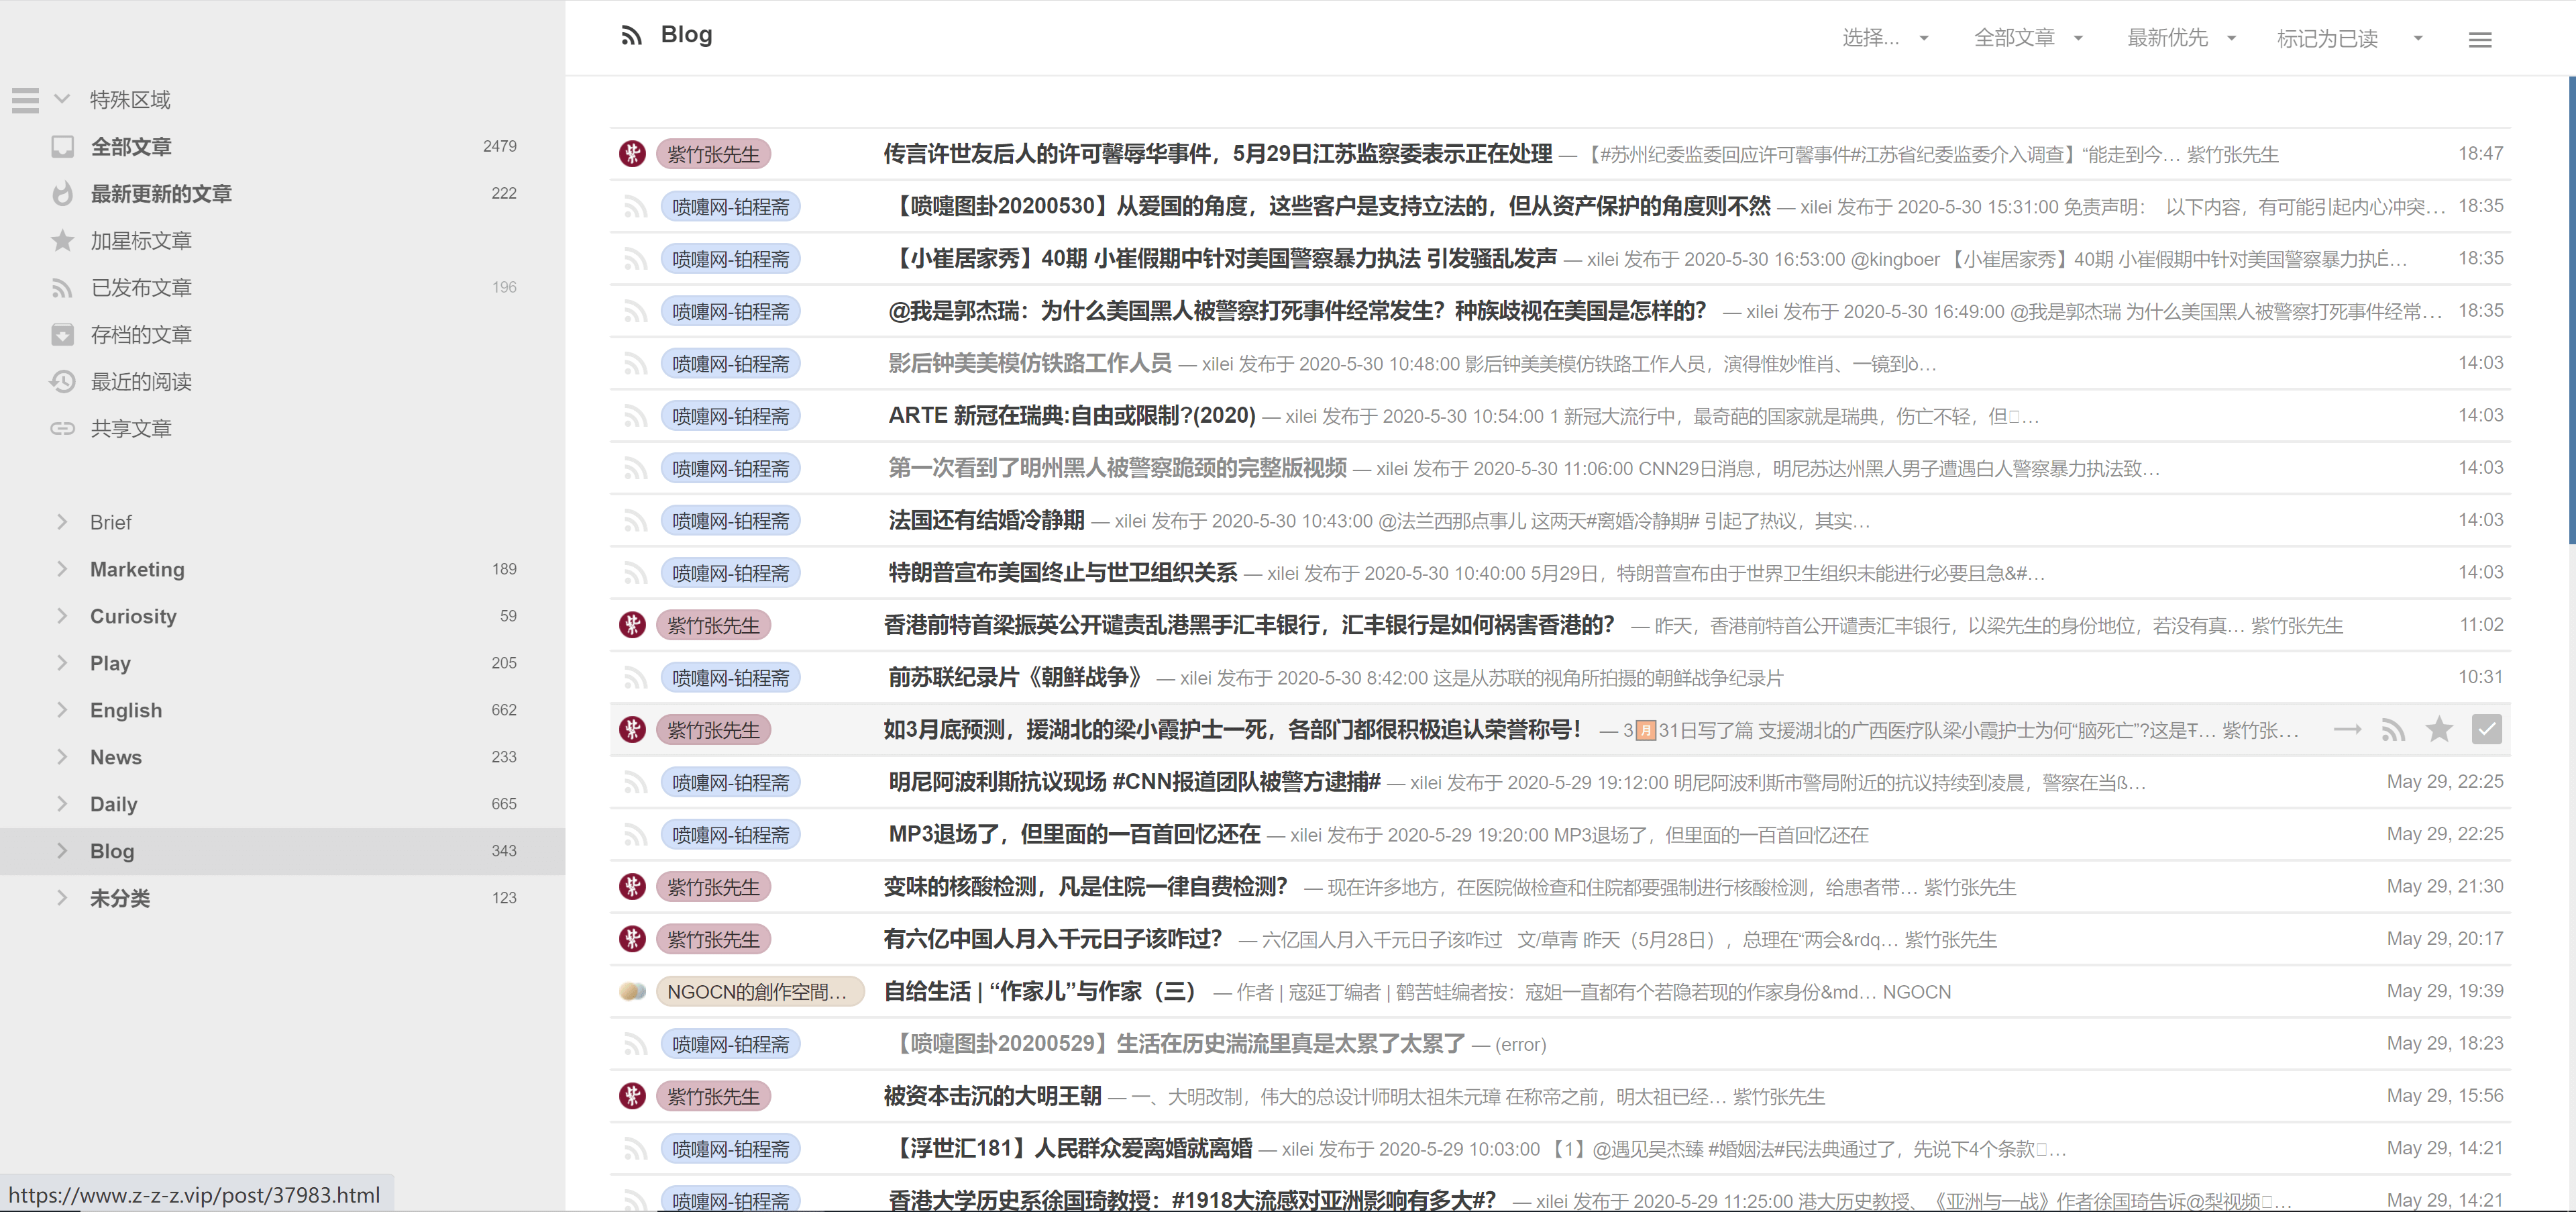 Blog
选择...
全部文章
最新优先
标记为已读
特殊区域
全部文章 2479
最新更新的文章 222
加星标文章
已发布文章 196
存档的文章
最近的阅读
共享文章
Brief
Marketing 189
Curiosity 59
Play 205
English 662
News 233
Daily 665
Blog 343
未分类 123
https://www.z-z-z.vip/post/37983.html
紫竹张先生 传言许世友后人的许可馨辱华事件，5月29日江苏监察委表示正在处理 — 【#苏州纪委监委回应许可馨事件#江苏省纪委监委介入调查】“能走到今… 紫竹张先生 18:47
喷嚏网-铂程斋 【喷嚏图卦20200530】从爱国的角度，这些客户是支持立法的，但从资产保护的角度则不然 — xilei 发布于 2020-5-30 15:31:00 免责声明： 以下内容，有可能引起内心冲突… 18:35
喷嚏网-铂程斋 【小崔居家秀】40期 小崔假期中针对美国警察暴力执法 引发骚乱发声 — xilei 发布于 2020-5-30 16:53:00 @kingboer 【小崔居家秀】40期 小崔假期中针对美国警察暴力执Ė… 18:35
喷嚏网-铂程斋 @我是郭杰瑞：为什么美国黑人被警察打死事件经常发生？种族歧视在美国是怎样的？ — xilei 发布于 2020-5-30 16:49:00 @我是郭杰瑞 为什么美国黑人被警察打死事件经常… 18:35
喷嚏网-铂程斋 影后钟美美模仿铁路工作人员 — xilei 发布于 2020-5-30 10:48:00 影后钟美美模仿铁路工作人员，演得惟妙惟肖、一镜到ò… 14:03
喷嚏网-铂程斋 ARTE 新冠在瑞典:自由或限制?(2020) — xilei 发布于 2020-5-30 10:54:00 1 新冠大流行中，最奇葩的国家就是瑞典，伤亡不轻，但… 14:03
喷嚏网-铂程斋 第一次看到了明州黑人被警察跪颈的完整版视频 — xilei 发布于 2020-5-30 11:06:00 CNN29日消息，明尼苏达州黑人男子遭遇白人警察暴力执法致… 14:03
喷嚏网-铂程斋 法国还有结婚冷静期 — xilei 发布于 2020-5-30 10:43:00 @法兰西那点事儿 这两天#离婚冷静期# 引起了热议，其实… 14:03
喷嚏网-铂程斋 特朗普宣布美国终止与世卫组织关系 — xilei 发布于 2020-5-30 10:40:00 5月29日，特朗普宣布由于世界卫生组织未能进行必要且急&#… 14:03
紫竹张先生 香港前特首梁振英公开谴责乱港黑手汇丰银行，汇丰银行是如何祸害香港的？ — 昨天，香港前特首公开谴责汇丰银行，以梁先生的身份地位，若没有真… 紫竹张先生 11:02
喷嚏网-铂程斋 前苏联纪录片《朝鲜战争》 — xilei 发布于 2020-5-30 8:42:00 这是从苏联的视角所拍摄的朝鲜战争纪录片 10:31
紫竹张先生 如3月底预测，援湖北的梁小霞护士一死，各部门都很积极追认荣誉称号！ — 3🈷31日写了篇 支援湖北的广西医疗队梁小霞护士为何“脑死亡”?这是Ŧ… 紫竹张…
喷嚏网-铂程斋 明尼阿波利斯抗议现场 #CNN报道团队被警方逮捕# — xilei 发布于 2020-5-29 19:12:00 明尼阿波利斯市警局附近的抗议持续到凌晨，警察在当ß… May 29, 22:25
喷嚏网-铂程斋 MP3退场了，但里面的一百首回忆还在 — xilei 发布于 2020-5-29 19:20:00 MP3退场了，但里面的一百首回忆还在 May 29, 22:25
紫竹张先生 变味的核酸检测，凡是住院一律自费检测？ — 现在许多地方，在医院做检查和住院都要强制进行核酸检测，给患者带… 紫竹张先生 May 29, 21:30
紫竹张先生 有六亿中国人月入千元日子该咋过？ — 六亿国人月入千元日子该咋过 文/草青 昨天（5月28日），总理在“两会&rdq… 紫竹张先生 May 29, 20:17
NGOCN的創作空間… 自给生活 | “作家儿”与作家（三） — 作者 | 寇延丁编者 | 鹤苦蛙编者按：寇姐一直都有个若隐若现的作家身份&md… NGOCN May 29, 19:39
喷嚏网-铂程斋 【喷嚏图卦20200529】生活在历史湍流里真是太累了太累了 — (error) May 29, 18:23
紫竹张先生 被资本击沉的大明王朝 — 一、大明改制，伟大的总设计师明太祖朱元璋 在称帝之前，明太祖已经… 紫竹张先生 May 29, 15:56
喷嚏网-铂程斋 【浮世汇181】人民群众爱离婚就离婚 — xilei 发布于 2020-5-29 10:03:00 【1】@遇见吴杰臻 #婚姻法#民法典通过了，先说下4个条款… May 29, 14:21
喷嚏网-铂程斋 香港大学历史系徐国琦教授：#1918大流感对亚洲影响有多大#？ — xilei 发布于 2020-5-29 11:25:00 港大历史教授、《亚洲与一战》作者徐国琦告诉@梨视频… May 29, 14:21